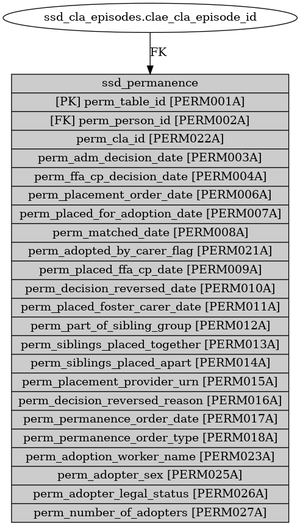 ssd_cla_episodes.clae_cla_episode_id
FK
ssd_permanence
[PK] perm_table_id [PERM001A]
[FK] perm_person_id [PERM002A]
perm_cla_id [PERM022A]
perm_adm_decision_date [PERM003A]
perm_ffa_cp_decision_date [PERM004A]
perm_placement_order_date [PERM006A]
perm_placed_for_adoption_date [PERM007A]
perm_matched_date [PERM008A]
perm_adopted_by_carer_flag [PERM021A]
perm_placed_ffa_cp_date [PERM009A]
perm_decision_reversed_date [PERM010A]
perm_placed_foster_carer_date [PERM011A]
perm_part_of_sibling_group [PERM012A]
perm_siblings_placed_together [PERM013A]
perm_siblings_placed_apart [PERM014A]
perm_placement_provider_urn [PERM015A]
perm_decision_reversed_reason [PERM016A]
perm_permanence_order_date [PERM017A]
perm_permanence_order_type [PERM018A]
perm_adoption_worker_name [PERM023A]
perm_adopter_sex [PERM025A]
perm_adopter_legal_status [PERM026A]
perm_number_of_adopters [PERM027A]